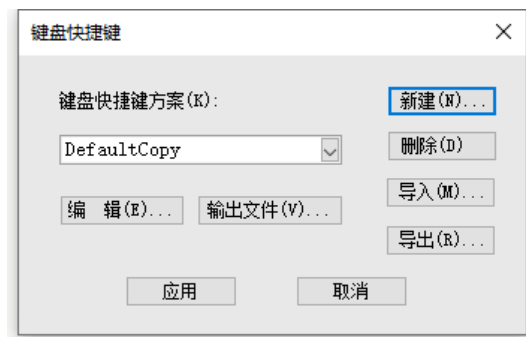 键盘快捷键
键盘快捷键方案(K):
新建(N)...
DefaultCopy
删除(D)
导入(M)...
编 辑(E)...
输出文件(V)...
导出(R)...
应用
取消